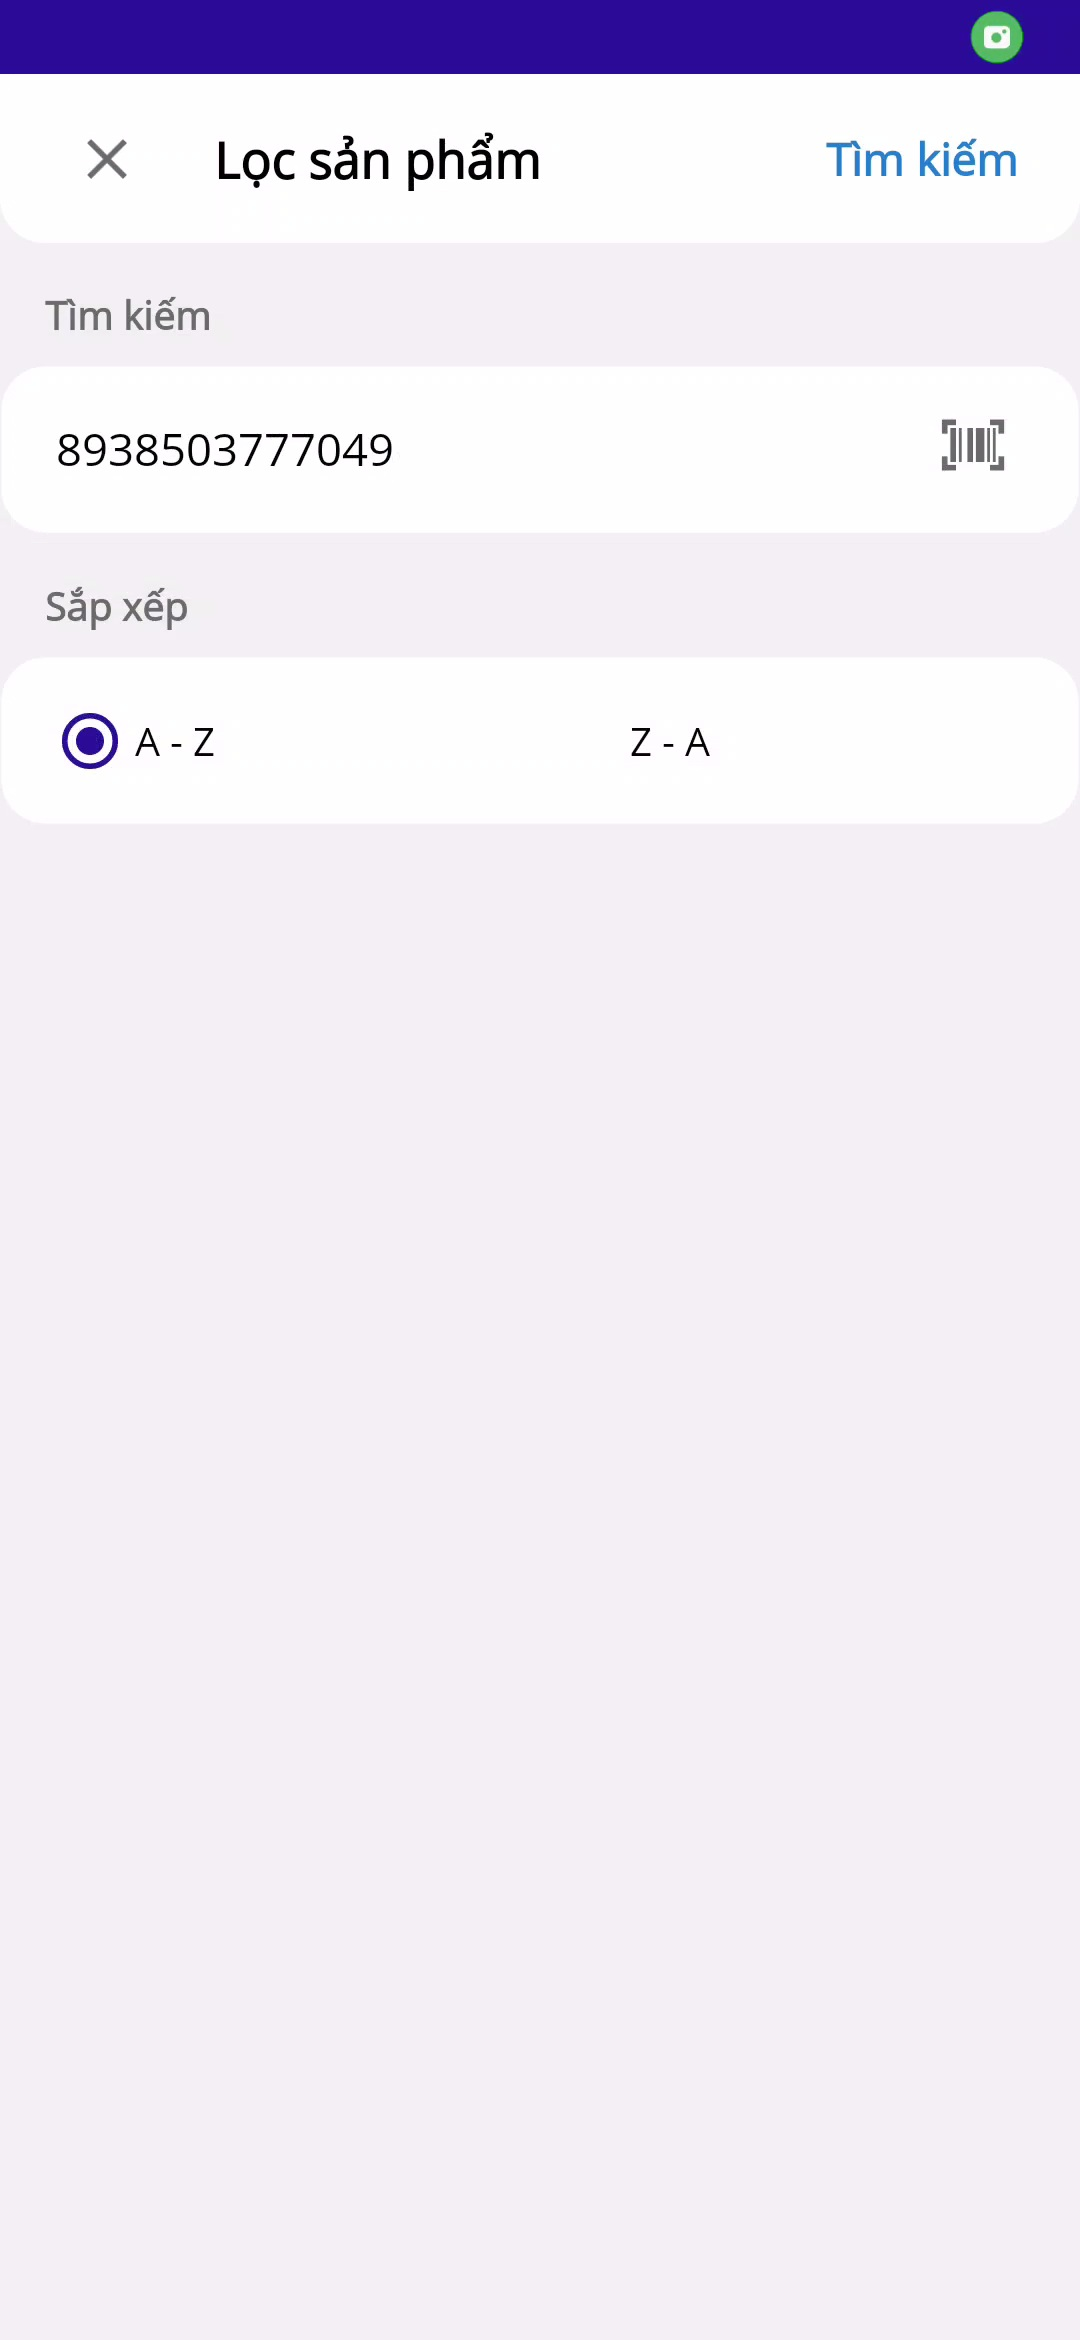 Lọc sản phẩm
Tìm kiếm
Tìm kiếm
8938503777049
Sắp xếp
A - Z
Z - A